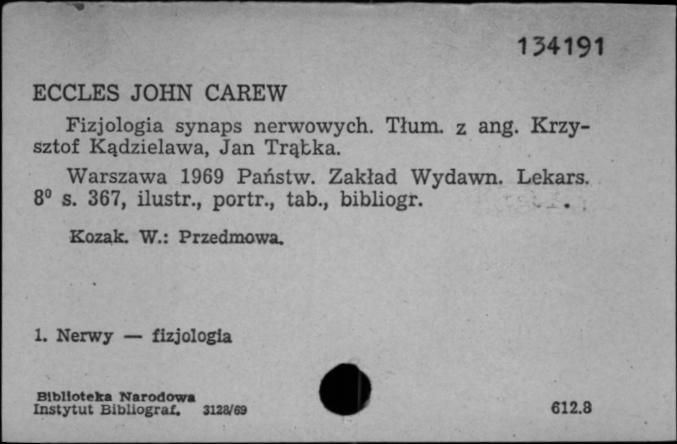 134191
ECCLES JOHN CAREW
Fizjologia synaps nerwowych. Tłum. z ang. Krzy-
sztof Kądzielawa, Jan Trąbka.
Warszawa 1969 Państw. Zakład Wydawn. Lekars.
8⁰ s. 367, ilustr., portr., tab., bibliogr.
Kozak. W.: Przedmowa.
1. Nerwy — fizjologia
Biblioteka Narodowa
Instytut Bibliograf. 3128/69
612.8